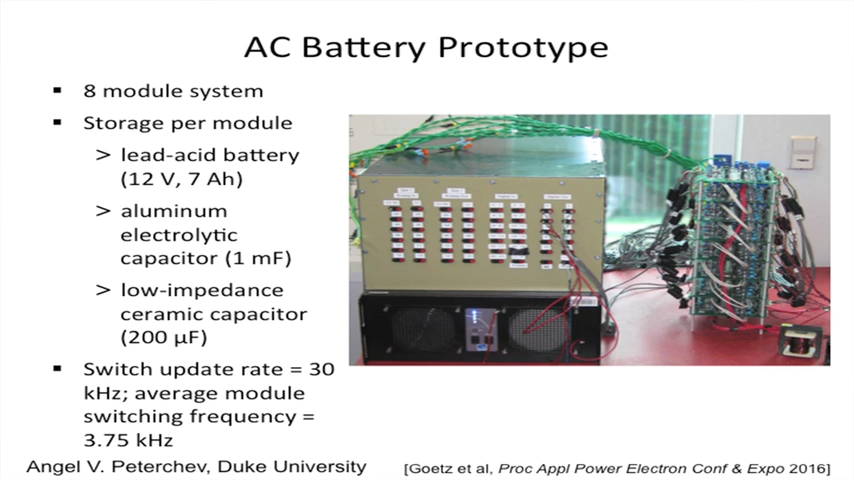 AC Battery Prototype
▪ 8 module system
▪ Storage per module
> lead-acid battery
(12 V, 7 Ah)
> aluminum
electrolytic
capacitor (1 mF)
> low-impedance
ceramic capacitor
(200 µF)
▪ Switch update rate = 30
kHz; average module
switching frequency =
3.75 kHz
Angel V. Peterchev, Duke University
[Goetz et al, Proc Appl Power Electron Conf & Expo 2016]